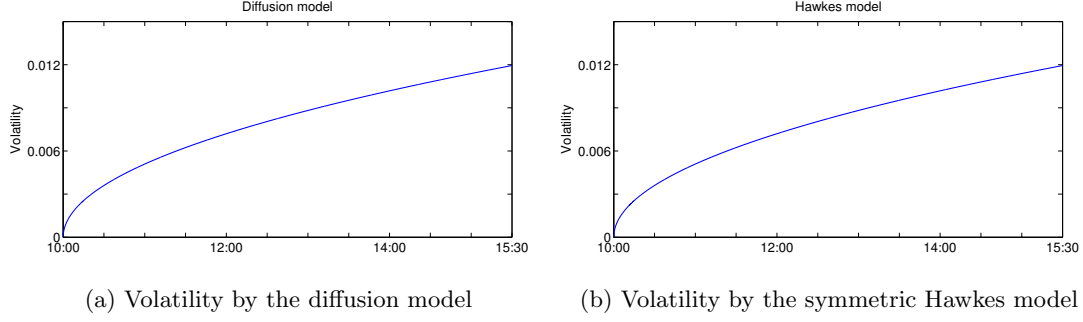 Diffusion model
Volatility
0.012
0.006
0
10:00 12:00 14:00 15:30
(a) Volatility by the diffusion model
Hawkes model
Volatility
0.012
0.006
0
10:00 12:00 14:00 15:30
(b) Volatility by the symmetric Hawkes model